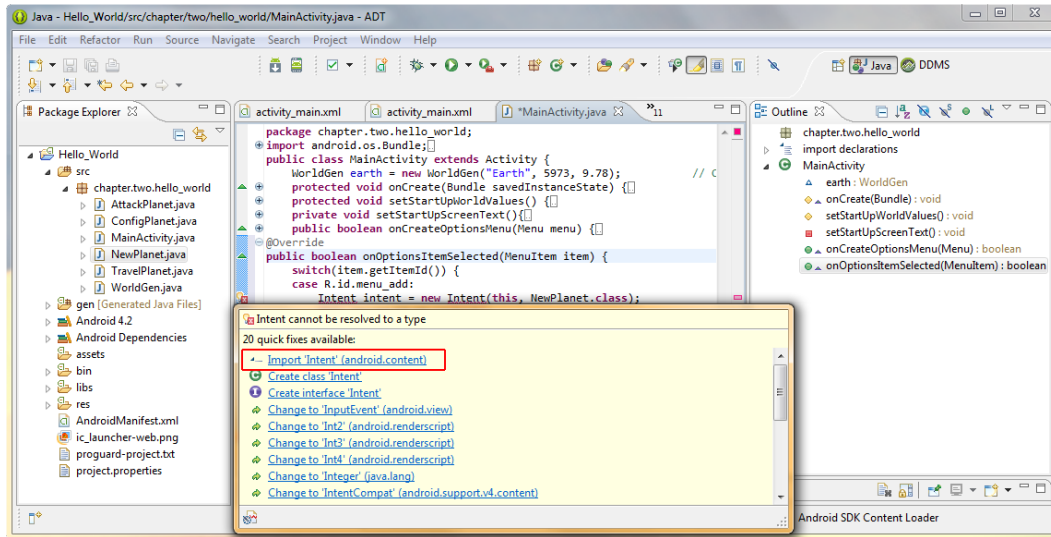 Java - Hello_World/src/chapter/two/hello_world/MainActivity.java - ADT
File Edit Refactor Run Source Navigate Search Project Window Help
Java DDMS
Package Explorer
Hello_World
src
chapter.two.hello_world
AttackPlanet.java
ConfigPlanet.java
MainActivity.java
NewPlanet.java
TravelPlanet.java
WorldGen.java
gen [Generated Java Files]
Android 4.2
Android Dependencies
assets
bin
libs
res
AndroidManifest.xml
ic_launcher-web.png
proguard-project.txt
project.properties
activity_main.xml activity_main.xml *MainActivity.java »11
package chapter.two.hello_world;
import android.os.Bundle;
public class MainActivity extends Activity {
WorldGen earth = new WorldGen("Earth", 5973, 9.78); // C
protected void onCreate(Bundle savedInstanceState) {
protected void setStartUpWorldValues() {
private void setStartUpScreenText(){
public boolean onCreateOptionsMenu(Menu menu) {
@Override
public boolean onOptionsItemSelected(MenuItem item) {
switch(item.getItemId()) {
case R.id.menu_add:
Intent intent = new Intent(this, NewPlanet.class);
Intent cannot be resolved to a type
20 quick fixes available:
Import 'Intent' (android.content)
Create class 'Intent'
Create interface 'Intent'
Change to 'InputEvent' (android.view)
Change to 'Int2' (android.renderscript)
Change to 'Int3' (android.renderscript)
Change to 'Int4' (android.renderscript)
Change to 'Integer' (java.lang)
Change to 'IntentCompat' (android.support.v4.content)
Outline
chapter.two.hello_world
import declarations
MainActivity
earth : WorldGen
onCreate(Bundle) : void
setStartUpWorldValues() : void
setStartUpScreenText() : void
onCreateOptionsMenu(Menu) : boolean
onOptionsItemSelected(MenuItem) : boolean
Android SDK Content Loader